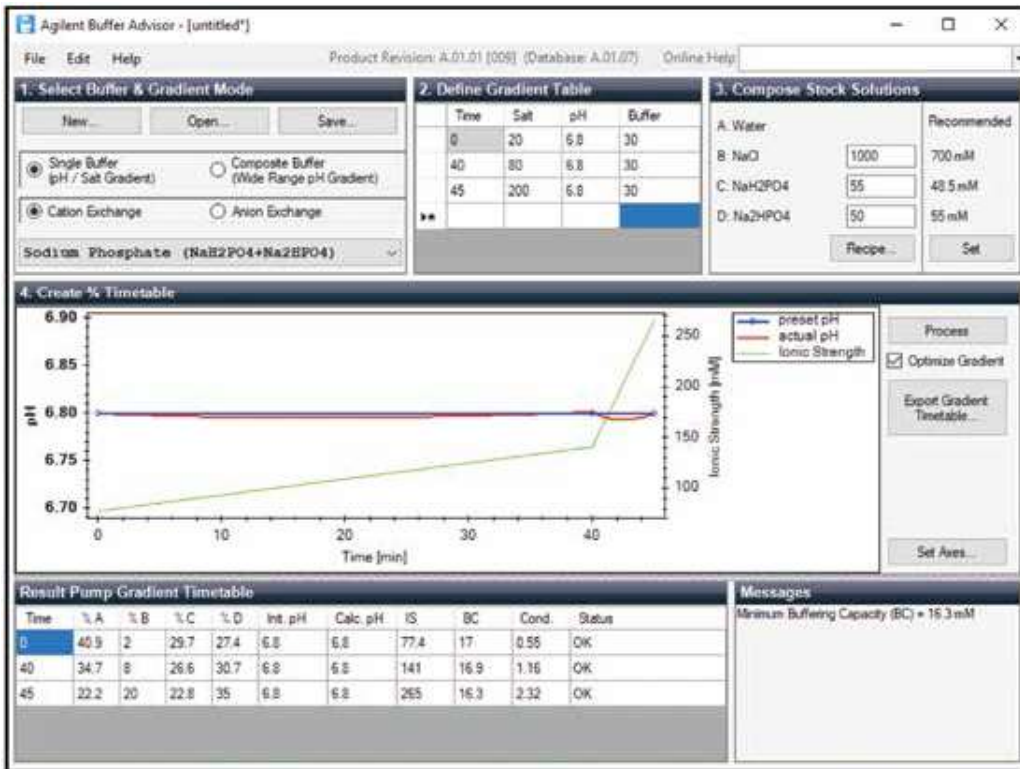 Agilent Buffer Advisor - [untitled*]
File Edit Help Product Revision: A.01.01 [009] (Database: A.01.07) Online Help:
1. Select Buffer & Gradient Mode
New... Open... Save...
Single Buffer
(pH / Salt Gradient)
Composite Buffer
(Wide Range pH Gradient)
Cation Exchange Anion Exchange
Sodium Phosphate (NaH2PO4+Na2HPO4)
2. Define Gradient Table
Time Salt pH Buffer
0 20 6.8 30
40 80 6.8 30
45 200 6.8 30
3. Compose Stock Solutions
A: Water Recommended
B: NaCl 1000 700 mM
C: NaH2PO4 55 48.5 mM
D: Na2HPO4 50 55 mM
Recipe... Set
4. Create % Timetable
6.90
6.85
6.80
6.75
6.70
pH
0 10 20 30 40
Time [min]
250
200
150
100
Ionic Strength [mM]
preset pH
actual pH
Ionic Strength
Process
Optimize Gradient
Export Gradient
Timetable...
Set Axes...
Result Pump Gradient Timetable
Time % A % B % C % D Init. pH Calc. pH IS BC Cond. Status
0 40.9 2 29.7 27.4 6.8 6.8 77.4 17 0.55 OK
40 34.7 8 26.6 30.7 6.8 6.8 141 16.9 1.16 OK
45 22.2 20 22.8 35 6.8 6.8 265 16.3 2.32 OK
Messages
Minimum Buffering Capacity (BC) = 16.3 mM